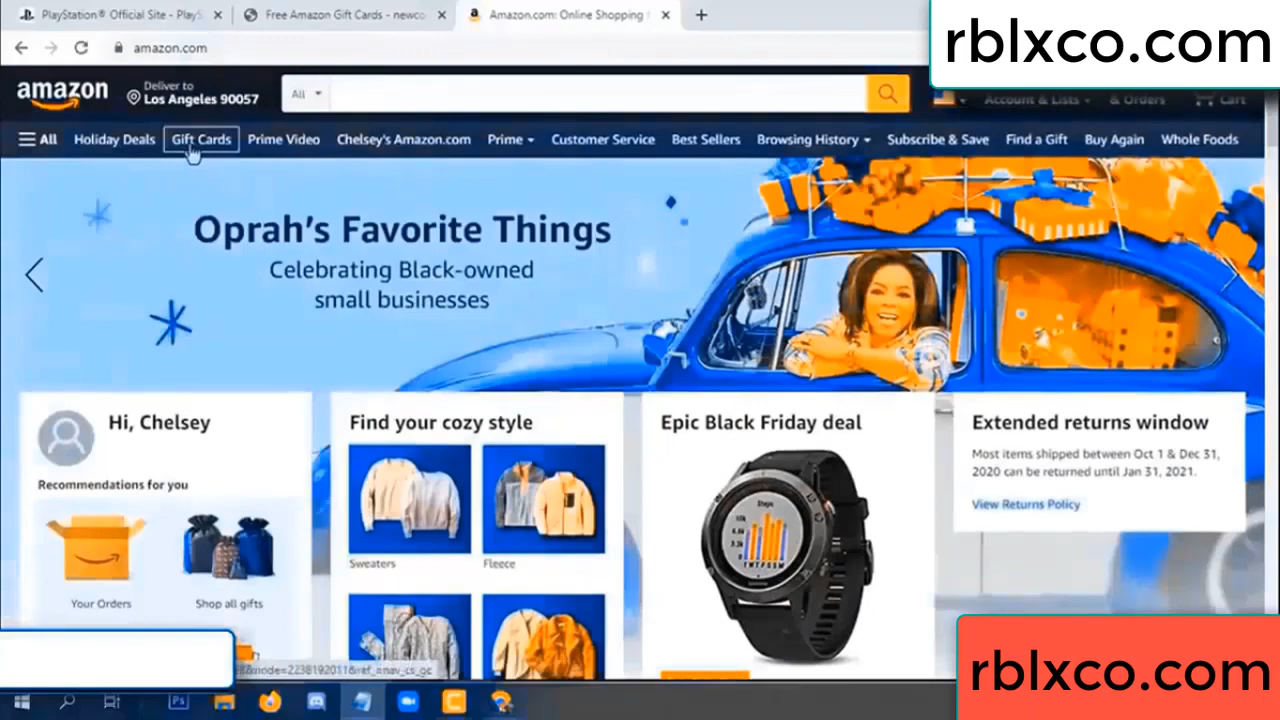 PlayStation® Official Site - PlayS
Free Amazon Gift Cards - newco
Amazon.com: Online Shopping f
rblxco.com
amazon.com
amazon
Deliver to
Los Angeles 90057
All
Account & Lists
& Orders
Cart
All
Holiday Deals
Gift Cards
Prime Video
Chelsey's Amazon.com
Prime
Customer Service
Best Sellers
Browsing History
Subscribe & Save
Find a Gift
Buy Again
Whole Foods
Oprah's Favorite Things
Celebrating Black-owned
small businesses
Hi, Chelsey
Recommendations for you
Your Orders
Shop all gifts
Find your cozy style
Sweaters
Fleece
Epic Black Friday deal
Steps
Extended returns window
Most items shipped between Oct 1 & Dec 31,
2020 can be returned until Jan 31, 2021.
View Returns Policy
Ps
rblxco.com